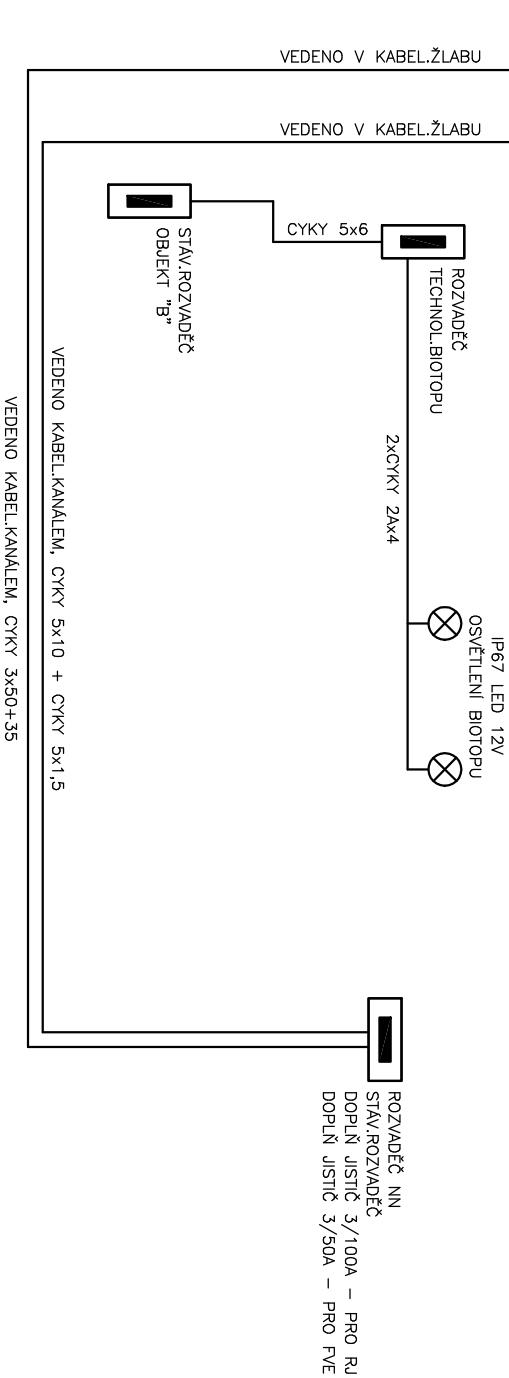 VEDENO V KABEL.ŽLABU
VEDENO V KABEL.ŽLABU
CYKY 5x6
STÁV.ROZVADĚČ
OBJEKT "B"
ROZVADĚČ
TECHNOL.BIOTOPU
2xCYKY 2Ax4
IP67 LED 12V
OSVĚTLENÍ BIOTOPU
VEDENO KABEL.KANÁLEM, CYKY 5x10 + CYKY 5x1,5
VEDENO KABEL.KANÁLEM, CYKY 3x50+35
ROZVADĚČ NN
STÁV.ROZVADĚČ
DOPLŇ JISTIČ 3/100A – PRO RJ
DOPLŇ JISTIČ 3/50A – PRO FVE